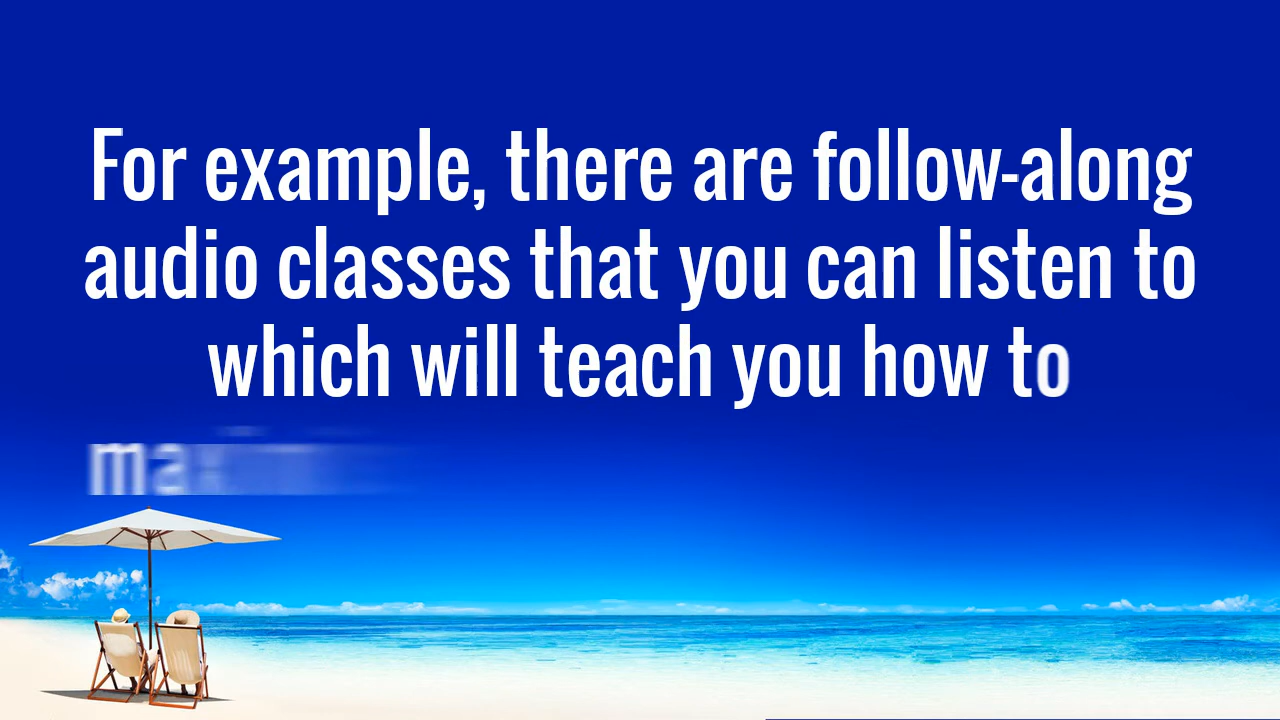 For example, there are follow-along
audio classes that you can listen to
which will teach you how to